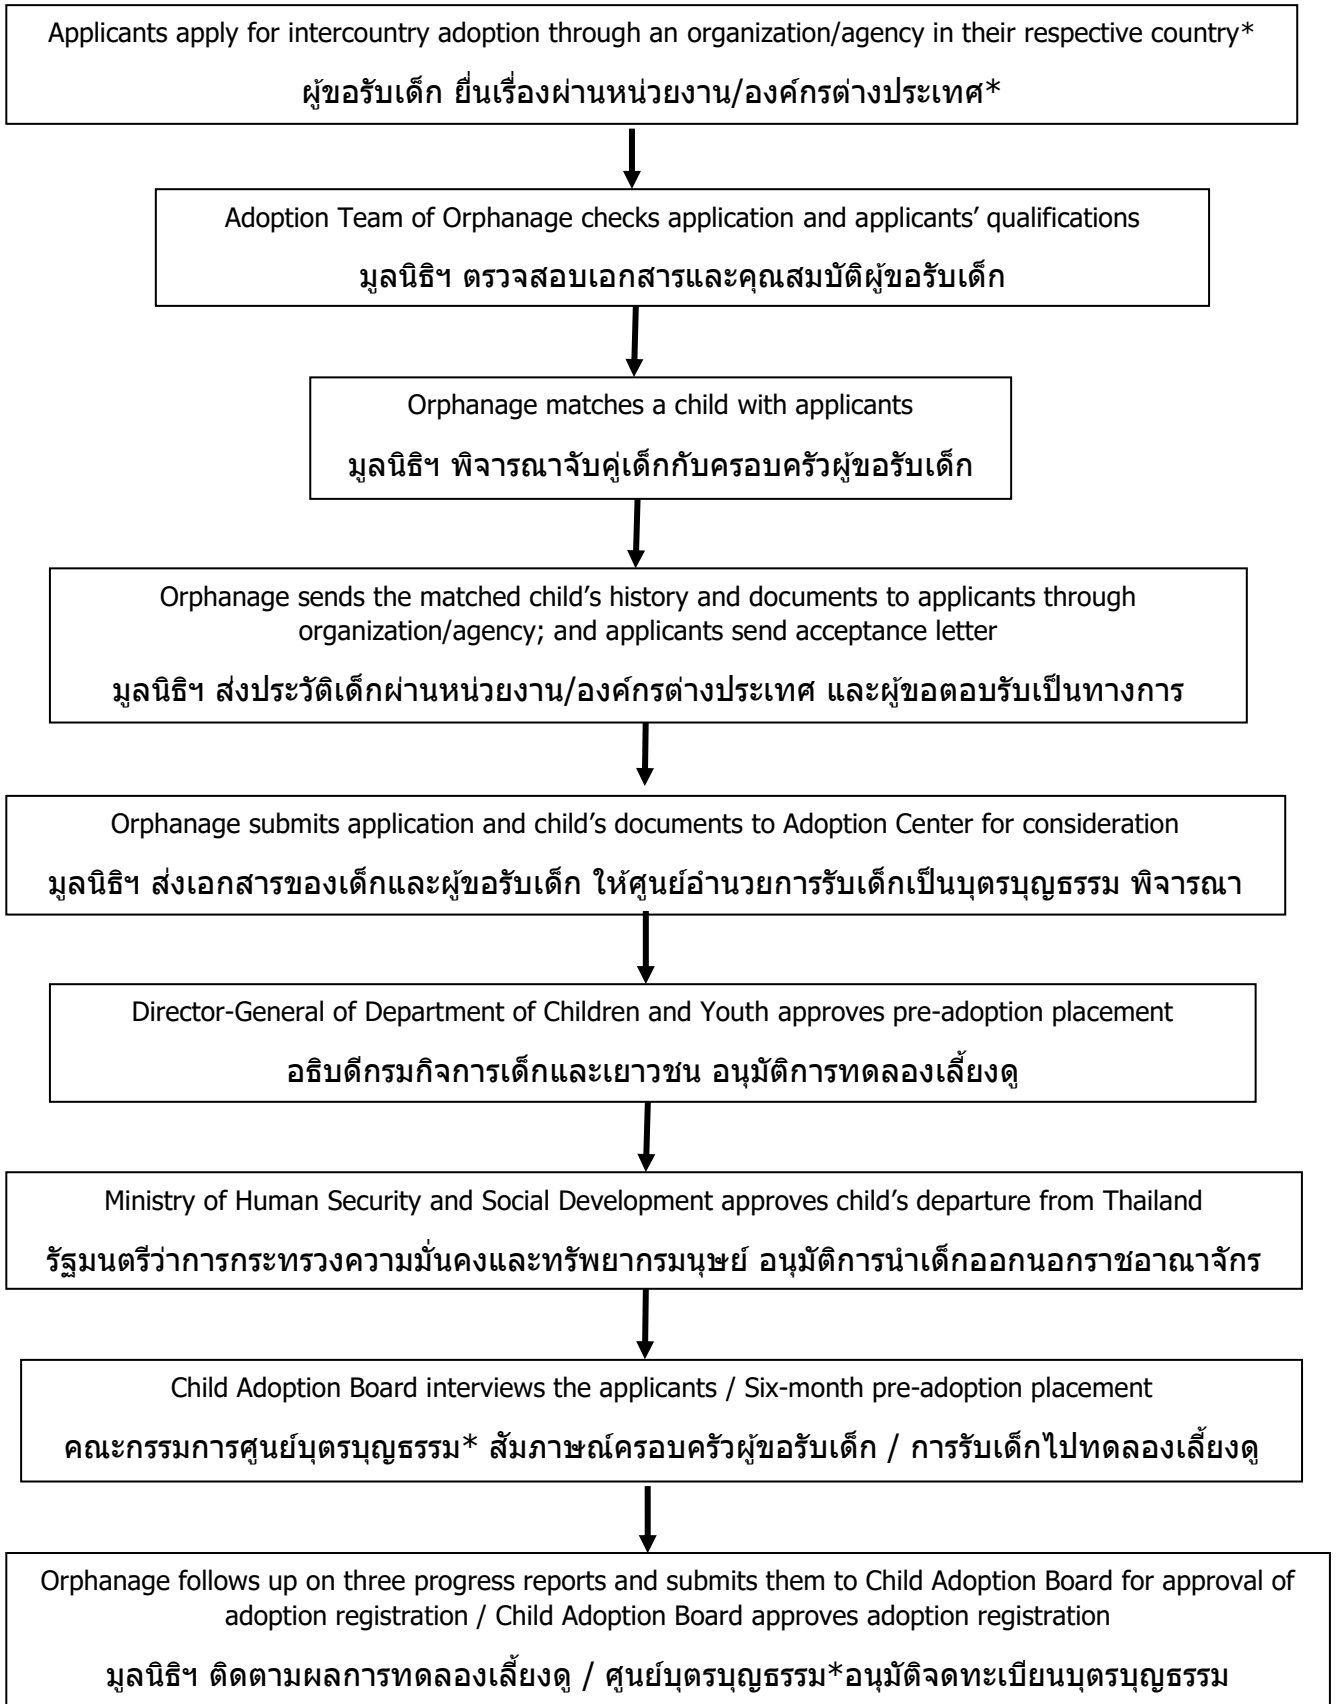 Applicants apply for intercountry adoption through an organization/agency in their respective country*
ผู้ขอรับเด็ก ยื่นเรื่องผ่านหน่วยงาน/องค์กรต่างประเทศ*
Adoption Team of Orphanage checks application and applicants’ qualifications
มูลนิธิฯ ตรวจสอบเอกสารและคุณสมบัติผู้ขอรับเด็ก
Orphanage matches a child with applicants
มูลนิธิฯ พิจารณาจับคู่เด็กกับครอบครัวผู้ขอรับเด็ก
Orphanage sends the matched child’s history and documents to applicants through
organization/agency; and applicants send acceptance letter
มูลนิธิฯ ส่งประวัติเด็กผ่านหน่วยงาน/องค์กรต่างประเทศ และผู้ขอตอบรับเป็นทางการ
Orphanage submits application and child’s documents to Adoption Center for consideration
มูลนิธิฯ ส่งเอกสารของเด็กและผู้ขอรับเด็ก ให้ศูนย์อำนวยการรับเด็กเป็นบุตรบุญธรรม พิจารณา
Director-General of Department of Children and Youth approves pre-adoption placement
อธิบดีกรมกิจการเด็กและเยาวชน อนุมัติการทดลองเลี้ยงดู
Ministry of Human Security and Social Development approves child’s departure from Thailand
รัฐมนตรีว่าการกระทรวงความมั่นคงและทรัพยากรมนุษย์ อนุมัติการนำเด็กออกนอกราชอาณาจักร
Child Adoption Board interviews the applicants / Six-month pre-adoption placement
คณะกรรมการศูนย์บุตรบุญธรรม* สัมภาษณ์ครอบครัวผู้ขอรับเด็ก / การรับเด็กไปทดลองเลี้ยงดู
Orphanage follows up on three progress reports and submits them to Child Adoption Board for approval of
adoption registration / Child Adoption Board approves adoption registration
มูลนิธิฯ ติดตามผลการทดลองเลี้ยงดู / ศูนย์บุตรบุญธรรม*อนุมัติจดทะเบียนบุตรบุญธรรม